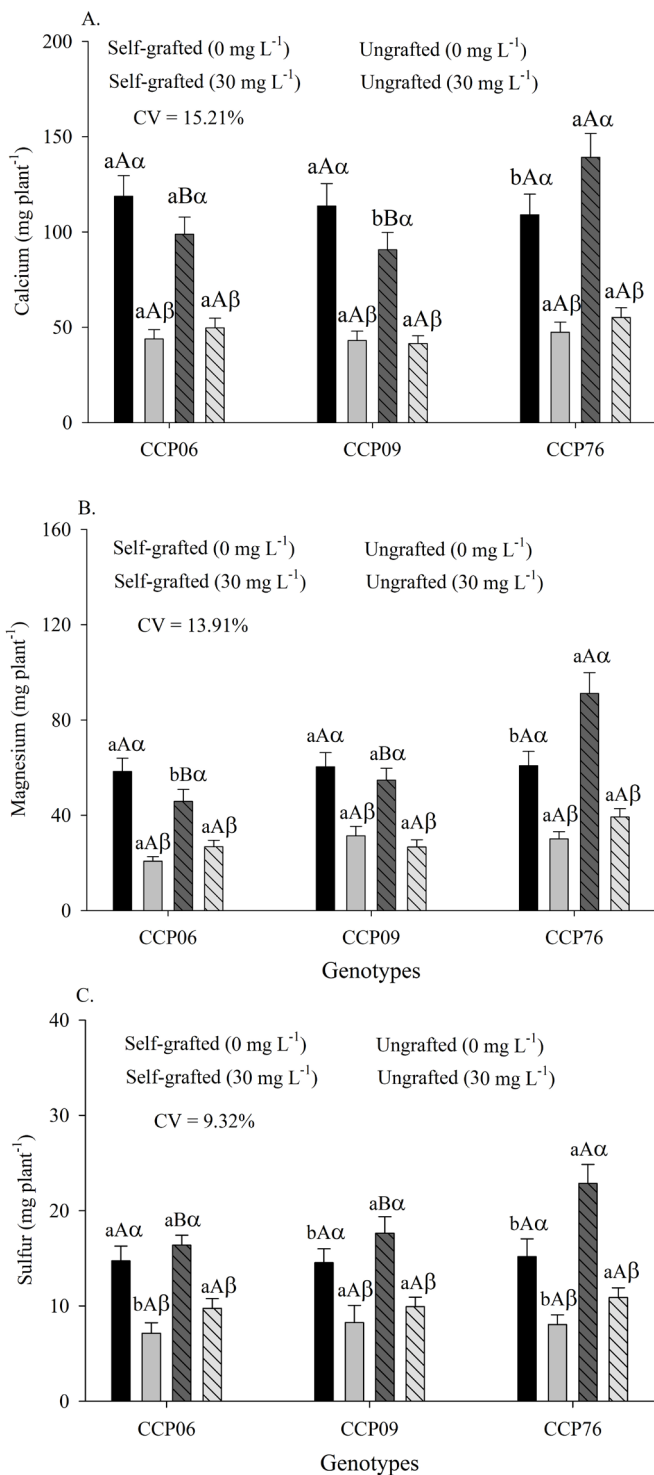 A.
200
Self-grafted (0 mg L⁻¹) Ungrafted (0 mg L⁻¹)
Self-grafted (30 mg L⁻¹) Ungrafted (30 mg L⁻¹)
CV = 15.21%
aAα
aAβ
aBα
aAβ
aAα
aAβ
bBα
aAβ
bAα
aAβ
aAα
aAβ
150
100
50
0
Calcium (mg plant⁻¹)
CCP06 CCP09 CCP76
B.
160
Self-grafted (0 mg L⁻¹) Ungrafted (0 mg L⁻¹)
Self-grafted (30 mg L⁻¹) Ungrafted (30 mg L⁻¹)
CV = 13.91%
aAα
aAβ
bBα
aAβ
aAα
aAβ
aBα
aAβ
bAα
aAβ
aAα
aAβ
120
80
40
0
Magnesium (mg plant⁻¹)
CCP06 CCP09 CCP76
Genotypes
C.
40
Self-grafted (0 mg L⁻¹) Ungrafted (0 mg L⁻¹)
Self-grafted (30 mg L⁻¹) Ungrafted (30 mg L⁻¹)
CV = 9.32%
aAα
bAβ
aBα
aAβ
bAα
aAβ
aBα
aAβ
bAα
bAβ
aAα
aAβ
30
20
10
0
Sulfur (mg plant⁻¹)
CCP06 CCP09 CCP76
Genotypes